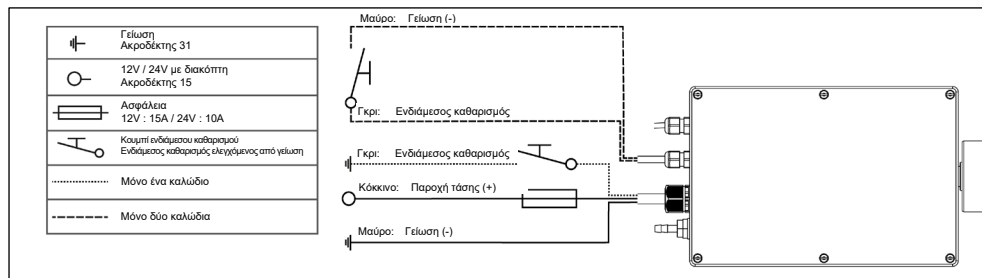 Γείωση
Ακροδέκτης 31
12V / 24V με διακόπτη
Ακροδέκτης 15
Ασφάλεια
12V : 15A / 24V : 10A
Κουμπί ενδιάμεσου καθαρισμού
Ενδιάμεσος καθαρισμός ελεγχόμενος από γείωση
Μόνο ένα καλώδιο
Μόνο δύο καλώδια
Μαύρο: Γείωση (-)
Γκρι: Ενδιάμεσος καθαρισμός
Γκρι: Ενδιάμεσος καθαρισμός
Κόκκινο: Παροχή τάσης (+)
Μαύρο: Γείωση (-)